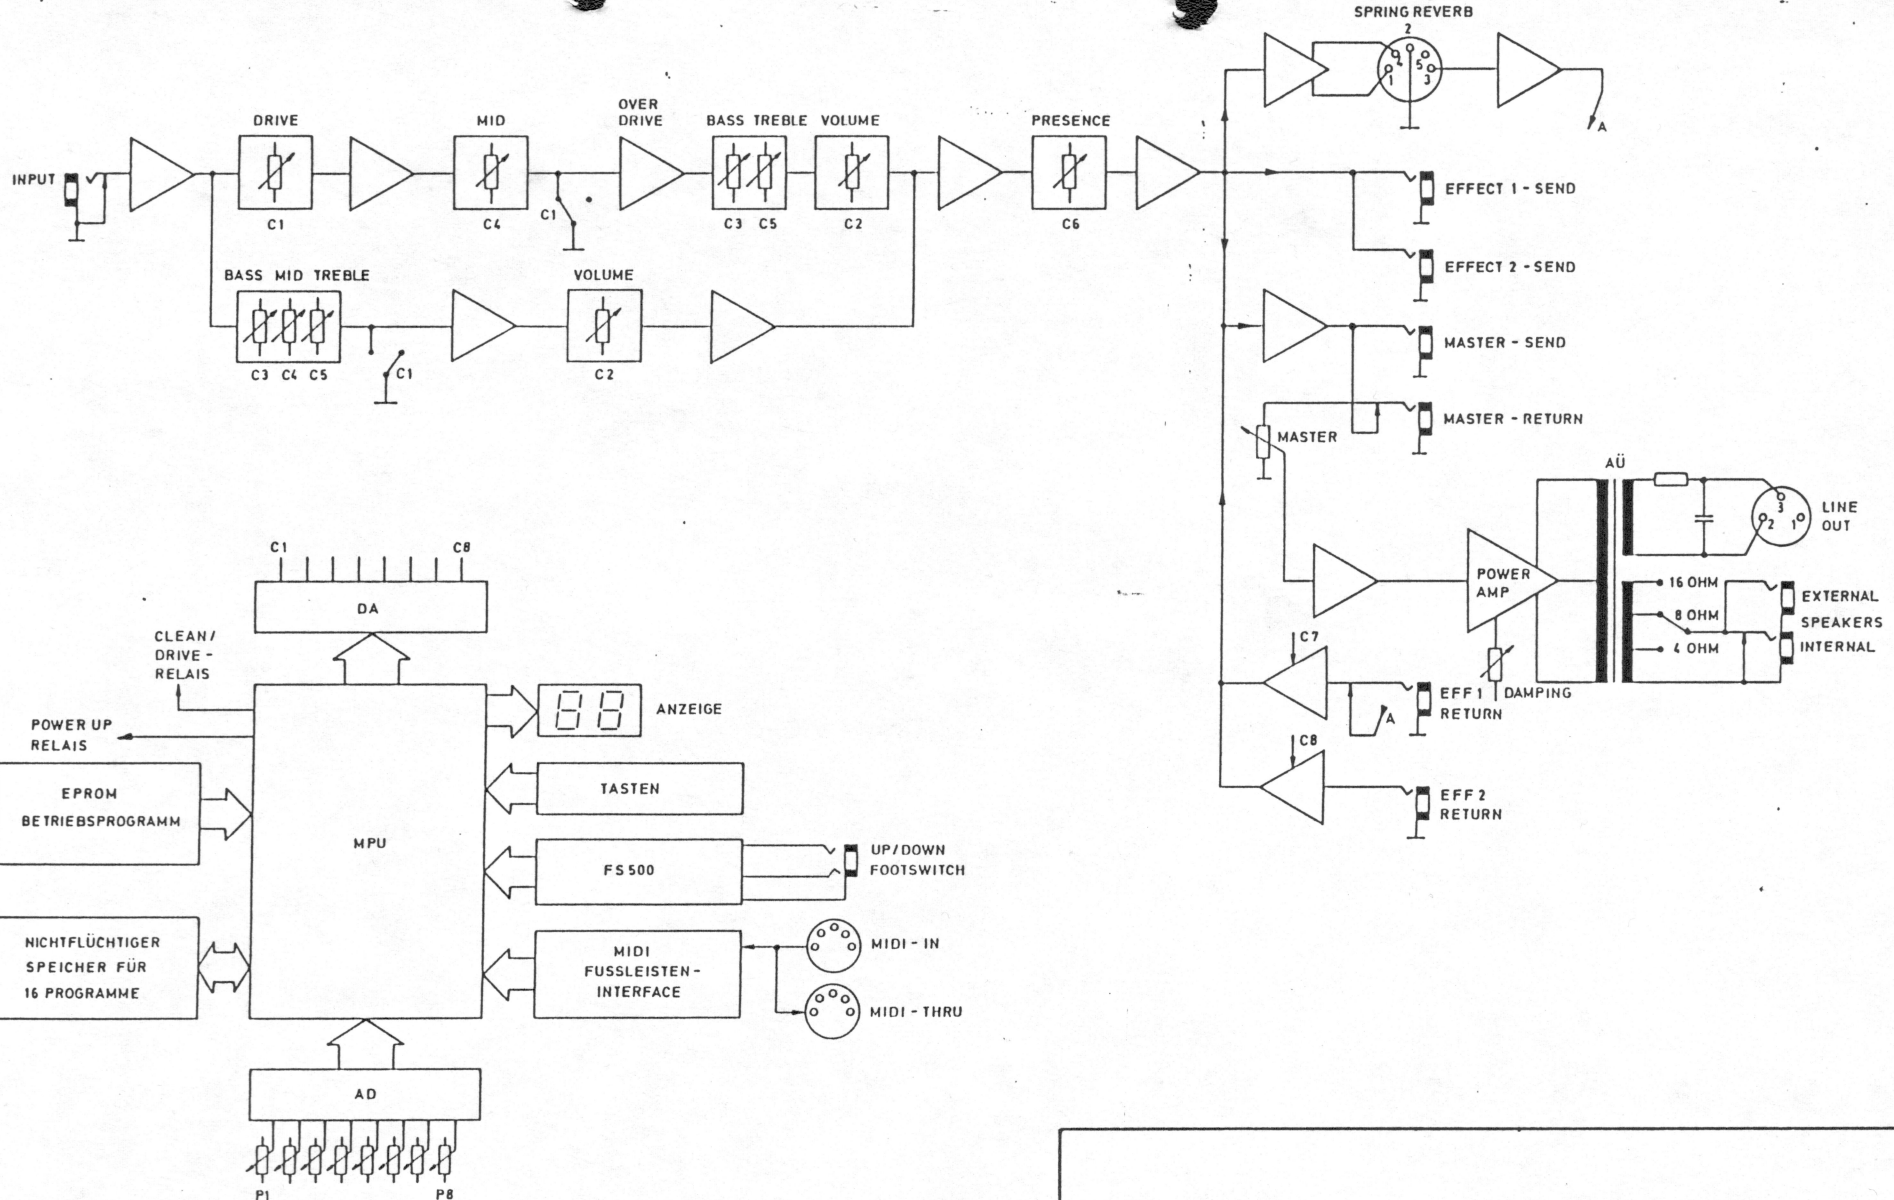 SPRING REVERB
2
4
5
1
3
A
INPUT
DRIVE
C1
MID
C4
C1
OVER
DRIVE
BASS TREBLE
C3 C5
VOLUME
C2
PRESENCE
C6
EFFECT 1 - SEND
EFFECT 2 - SEND
BASS MID TREBLE
C3 C4 C5
C1
VOLUME
C2
MASTER - SEND
MASTER - RETURN
MASTER
AÜ
3
2
1
LINE
OUT
POWER
AMP
16 OHM
8 OHM
4 OHM
EXTERNAL
SPEAKERS
INTERNAL
DAMPING
C7
A
EFF 1
RETURN
C8
EFF 2
RETURN
C1
C8
DA
CLEAN /
DRIVE -
RELAIS
POWER UP
RELAIS
EPROM
BETRIEBSPROGRAMM
NICHTFLÜCHTIGER
SPEICHER FÜR
16 PROGRAMME
MPU
88
ANZEIGE
TASTEN
FS 500
UP / DOWN
FOOTSWITCH
MIDI
FUSSLEISTEN -
INTERFACE
MIDI - IN
MIDI - THRU
AD
P1
P8